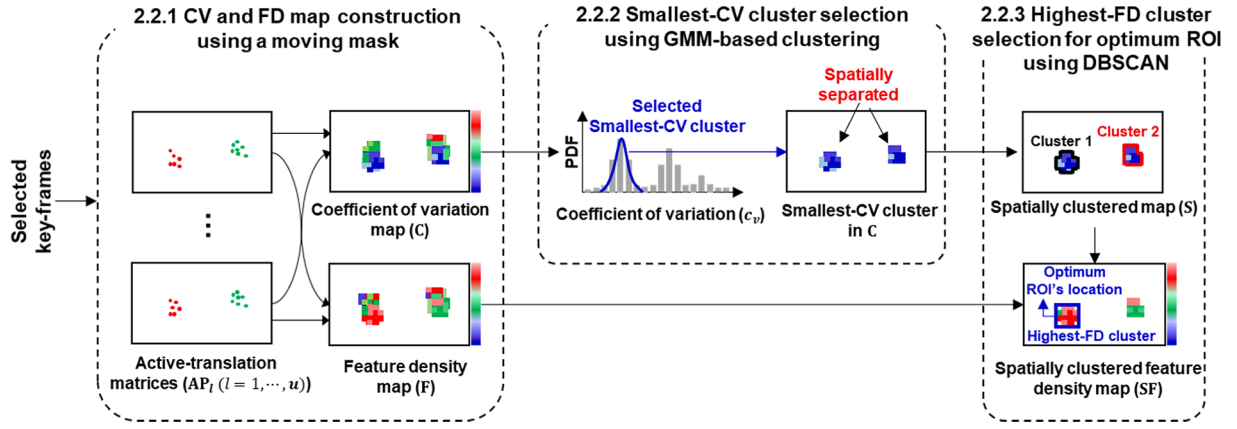 2.2.1 CV and FD map construction
using a moving mask
2.2.2 Smallest-CV cluster selection
using GMM-based clustering
2.2.3 Highest-FD cluster
selection for optimum ROI
using DBSCAN
Selected
key-frames
⋮
Active-translation
matrices (AP𝑙 (𝑙 = 1, ⋯, 𝒖))
Coefficient of variation
map (C)
Feature density
map (F)
PDF
Selected
Smallest-CV cluster
Coefficient of variation (𝑐𝑣)
Spatially
separated
Smallest-CV cluster
in C
Cluster 1
Cluster 2
Spatially clustered map (𝑆)
Optimum
ROI's location
Highest-FD cluster
Spatially clustered feature
density map (SF)